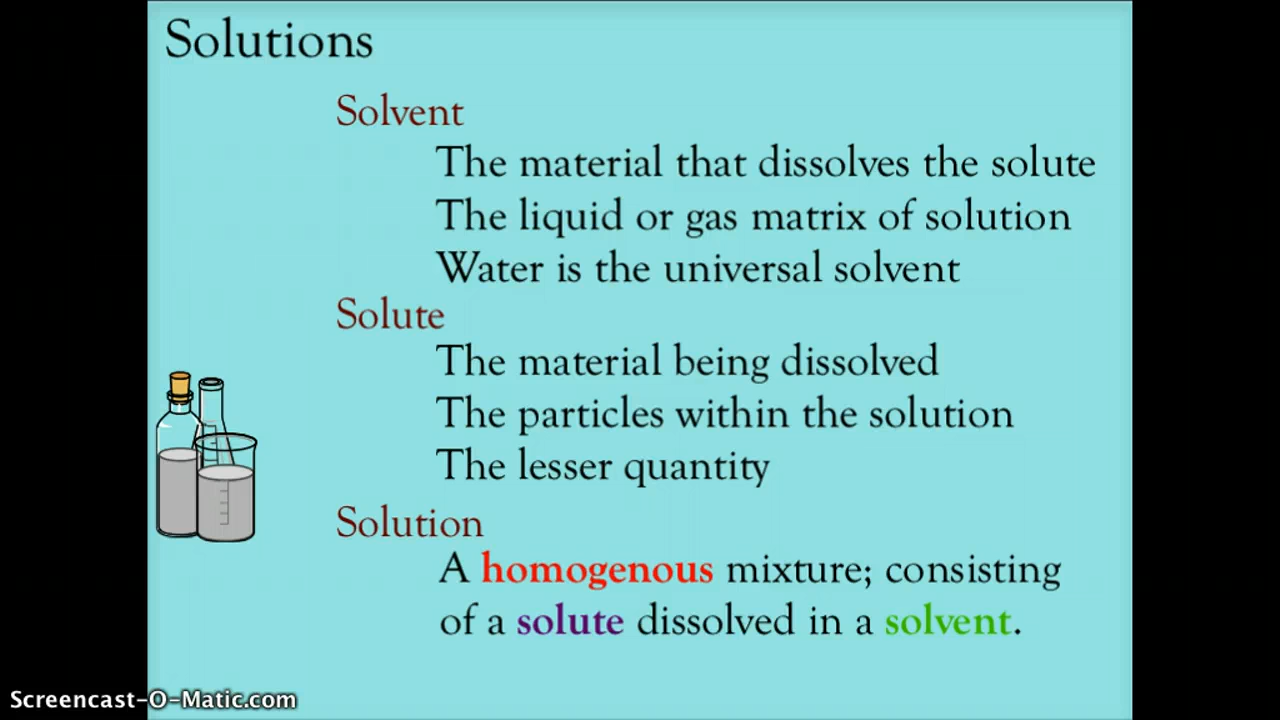 Solutions
Solvent
The material that dissolves the solute
The liquid or gas matrix of solution
Water is the universal solvent
Solute
The material being dissolved
The particles within the solution
The lesser quantity
Solution
A homogenous mixture; consisting
of a solute dissolved in a solvent.
Screencast-O-Matic.com